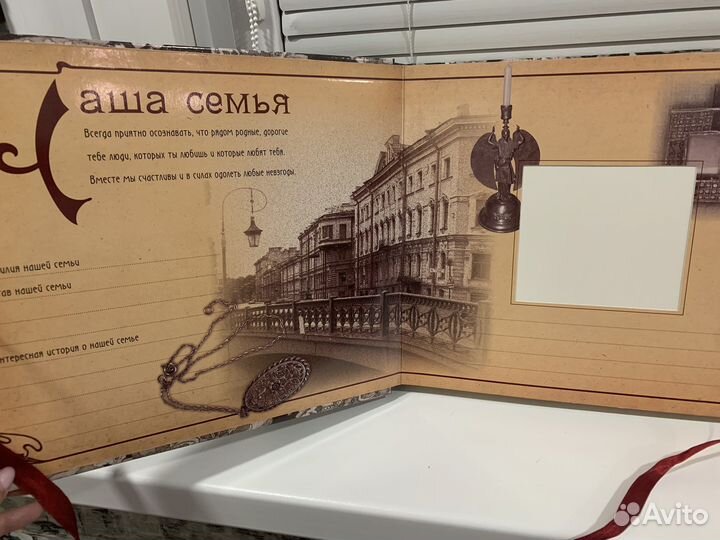 аша семья
Всегда приятно осознавать, что рядом родные, дорогие
тебе люди, которых ты любишь и которые любят тебя.
Вместе мы счастливы и в силах одолеть любые невзгоды.
илия нашей семьи
тав нашей семьи
нтересная история о нашей семье
Avito